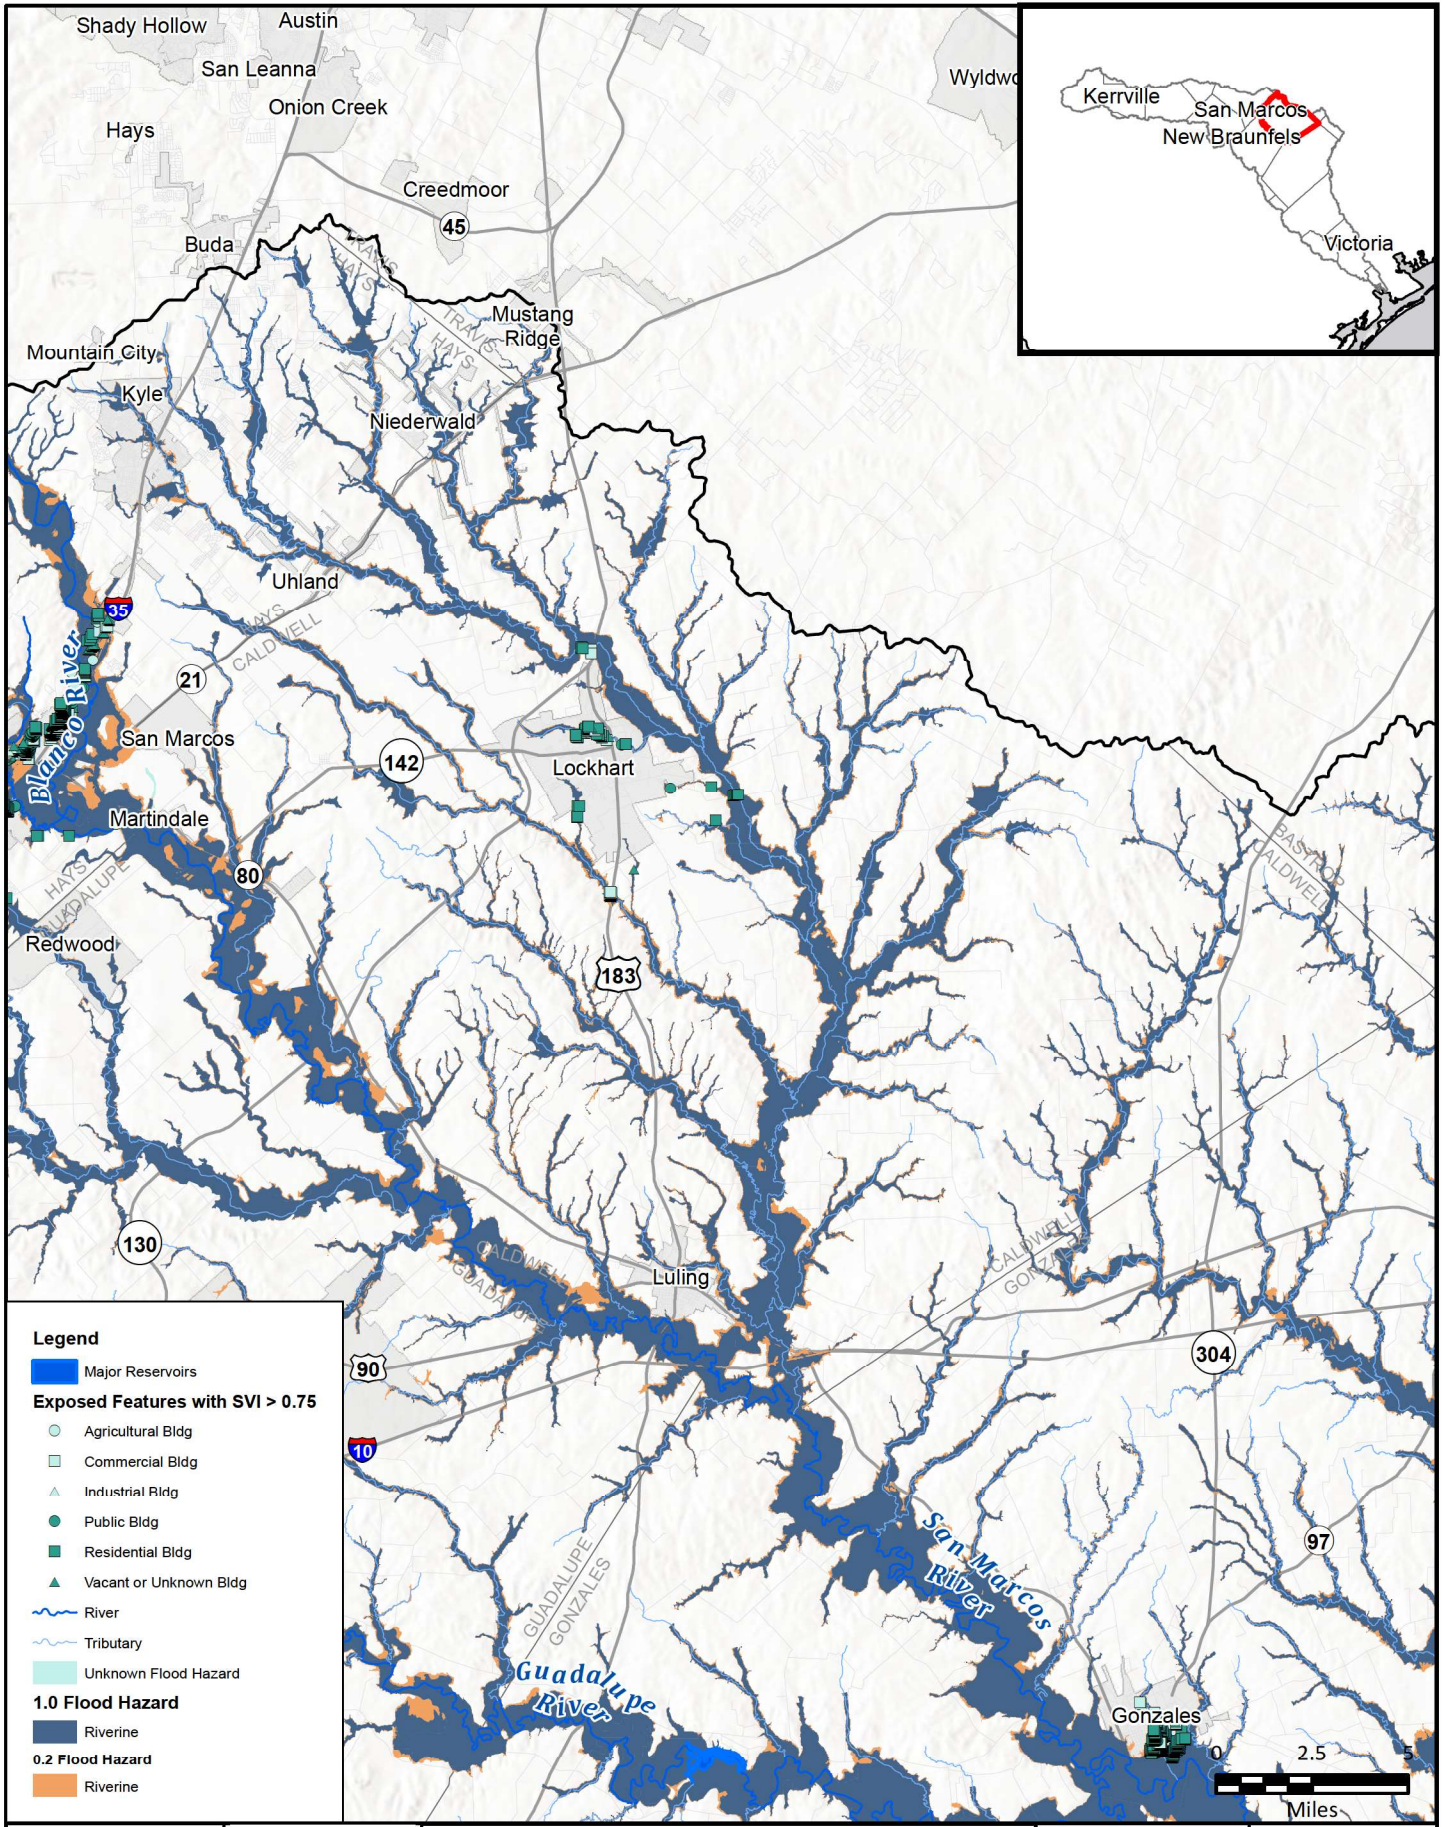 Shady Hollow
Austin
San Leanna
Onion Creek
Hays
Wyldwo
Creedmoor
45
Buda
TRAVIS
HAYS
TRAVIS
HAYS
Mustang
Ridge
Mountain City
Kyle
Niederwald
Kerrville
San Marcos
New Braunfels
Victoria
Uhland
35
HAYS
CALDWELL
21
Blanco River
San Marcos
142
Lockhart
Martindale
80
HAYS
GUADALUPE
Redwood
183
BASTROP
CALDWELL
130
CALDWELL
GUADALUPE
Luling
CALDWELL
GONZALES
90
304
10
97
San Marcos
River
GUADALUPE
GONZALES
Guadalupe
River
Gonzales
0 2.5 5
Miles
Legend
Major Reservoirs
Exposed Features with SVI > 0.75
Agricultural Bldg
Commercial Bldg
Industrial Bldg
Public Bldg
Residential Bldg
Vacant or Unknown Bldg
River
Tributary
Unknown Flood Hazard
1.0 Flood Hazard
Riverine
0.2 Flood Hazard
Riverine